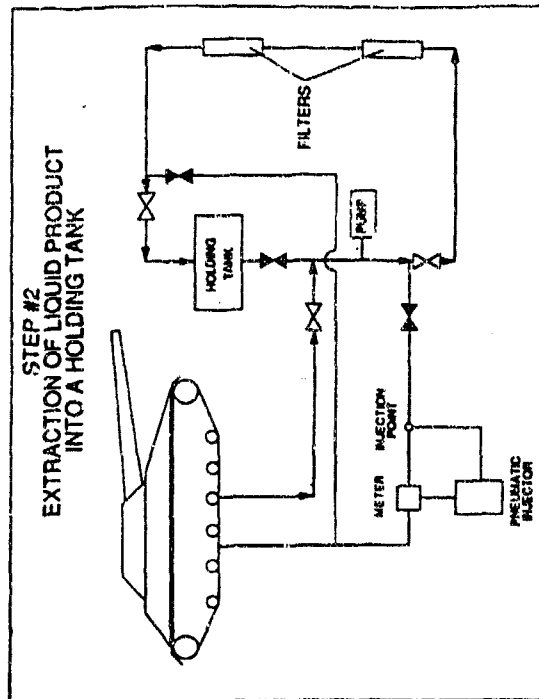 STEP #2
EXTRACTION OF LIQUID PRODUCT
INTO A HOLDING TANK
FILTERS
HOLDING
TANK
PUMP
INJECTION
POINT
METER
PNEUMATIC
INJECTOR